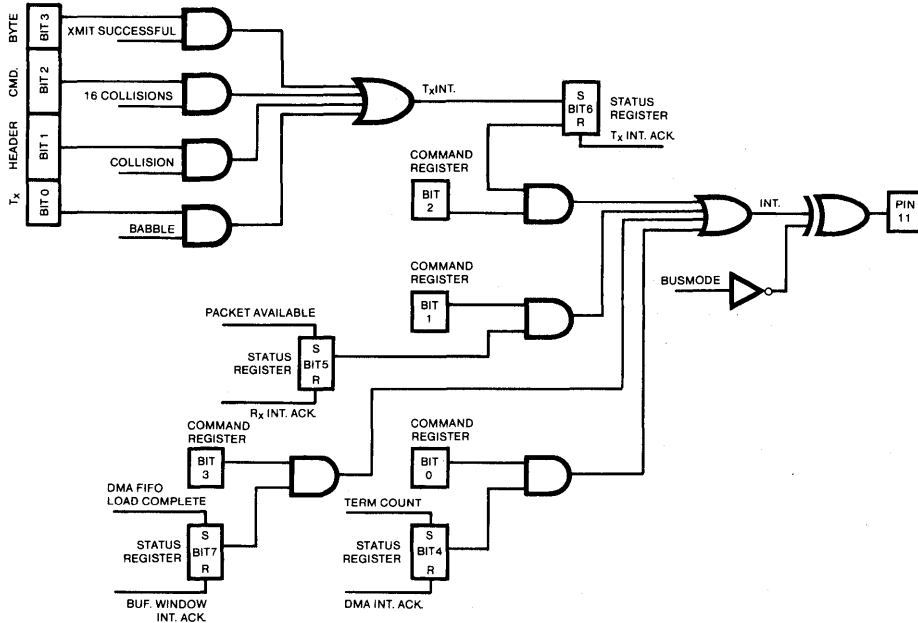 BYTE
CMD.
HEADER
Tx
BIT 3
BIT 2
BIT 1
BIT 0
XMIT SUCCESSFUL
16 COLLISIONS
COLLISION
BABBLE
TxINT.
S
BIT6
R
STATUS
REGISTER
Tx INT. ACK.
COMMAND
REGISTER
BIT
2
INT.
PIN
11
BUSMODE
COMMAND
REGISTER
BIT
1
PACKET AVAILABLE
STATUS
REGISTER
S
BIT5
R
Rx INT. ACK.
COMMAND
REGISTER
BIT
3
COMMAND
REGISTER
BIT
0
DMA FIFO
LOAD COMPLETE
STATUS
REGISTER
S
BIT7
R
BUF. WINDOW
INT. ACK.
TERM COUNT
STATUS
REGISTER
S
BIT4
R
DMA INT. ACK.